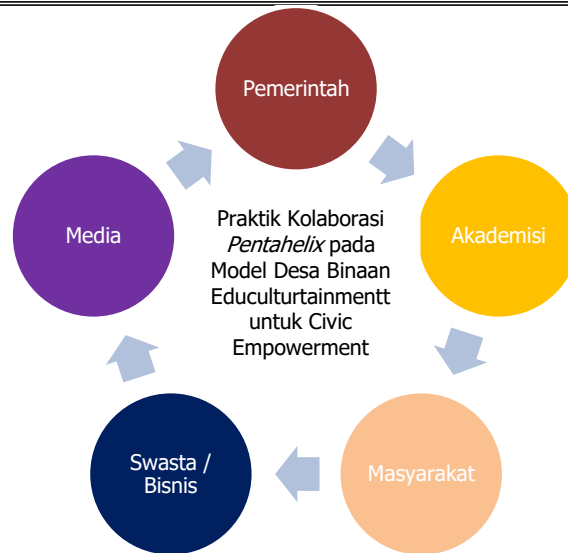 Pemerintah
Akademisi
Masyarakat
Swasta /
Bisnis
Media
Praktik Kolaborasi
Pentahelix pada
Model Desa Binaan
Educulturtainmentt
untuk Civic
Empowerment